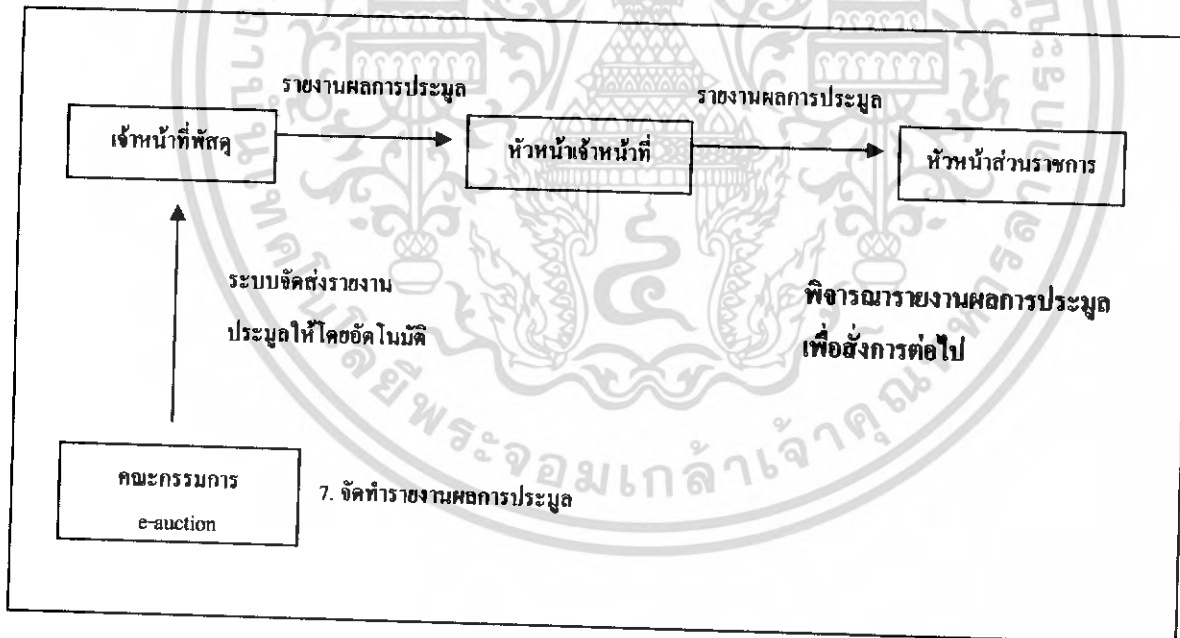 รายงานผลการประมูล
รายงานผลการประมูล
เจ้าหน้าที่พัสดุ
หัวหน้าเจ้าหน้าที่
หัวหน้าส่วนราชการ
ระบบจัดส่งรายงาน
ประมูลให้โดยอัตโนมัติ
พิจารณารายงานผลการประมูล
เพื่อสั่งการต่อไป
คณะกรรมการ
e-auction
7. จัดทำรายงานผลการประมูล